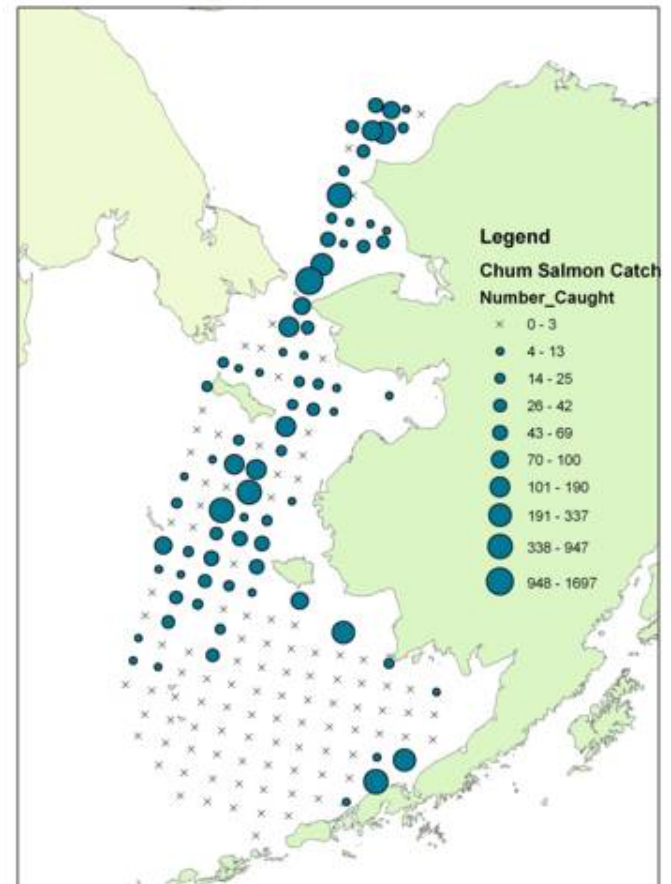 Legend
Chum Salmon Catch
Number_Caught
0 - 3
4 - 13
14 - 25
26 - 42
43 - 69
70 - 100
101 - 190
191 - 337
338 - 947
948 - 1697